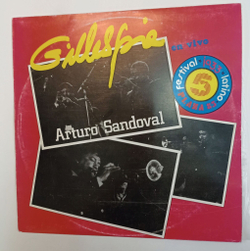 Gillespie
en vivo
Arturo Sandoval
festival
latino
5